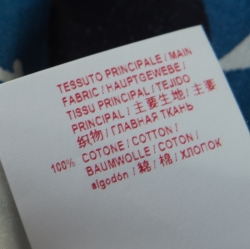 TESSUTO PRINCIPALE / MAIN
FABRIC / HAUPTGEWEBE /
TISSU PRINCIPAL / TEJIDO
PRINCIPAL / 主要生地 / 主要
织物 / ГЛАВНАЯ ТКАНЬ
100% COTONE / COTTON /
BAUMWOLLE / COTON /
algodón / 綿 / 棉 / ХЛОПОК